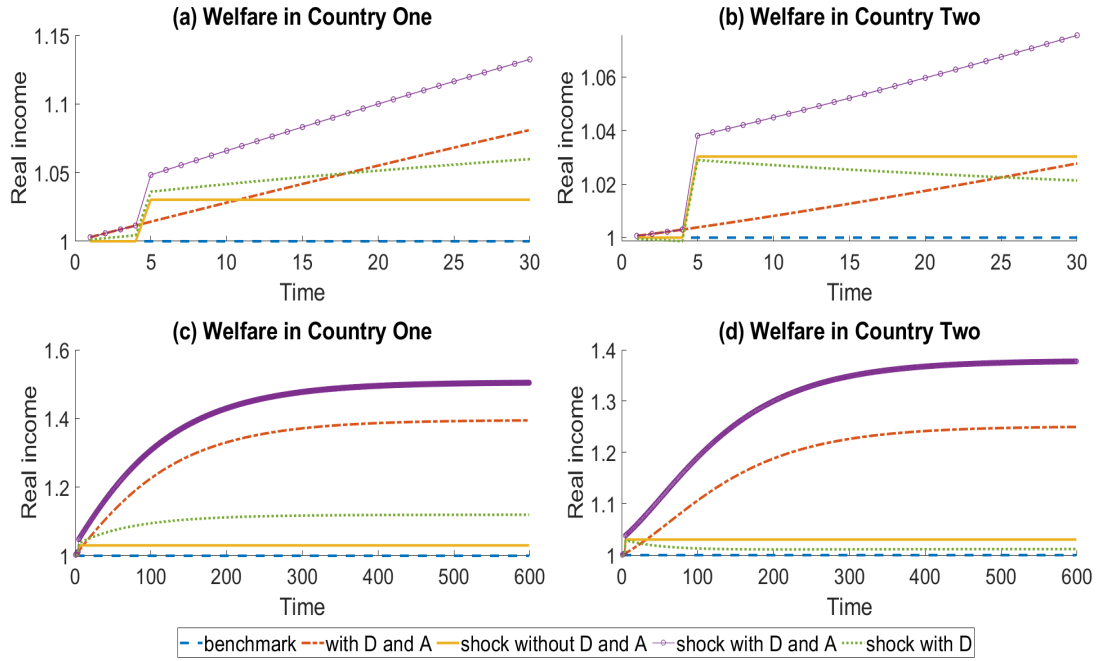 (a) Welfare in Country One
1.15
1.1
1.05
1
Real income
0 5 10 15 20 25 30
Time
(b) Welfare in Country Two
1.06
1.04
1.02
1
Real income
0 5 10 15 20 25 30
Time
(c) Welfare in Country One
1.6
1.4
1.2
1
Real income
0 100 200 300 400 500 600
Time
(d) Welfare in Country Two
1.4
1.3
1.2
1.1
1
Real income
0 100 200 300 400 500 600
Time
benchmark with D and A shock without D and A shock with D and A shock with D